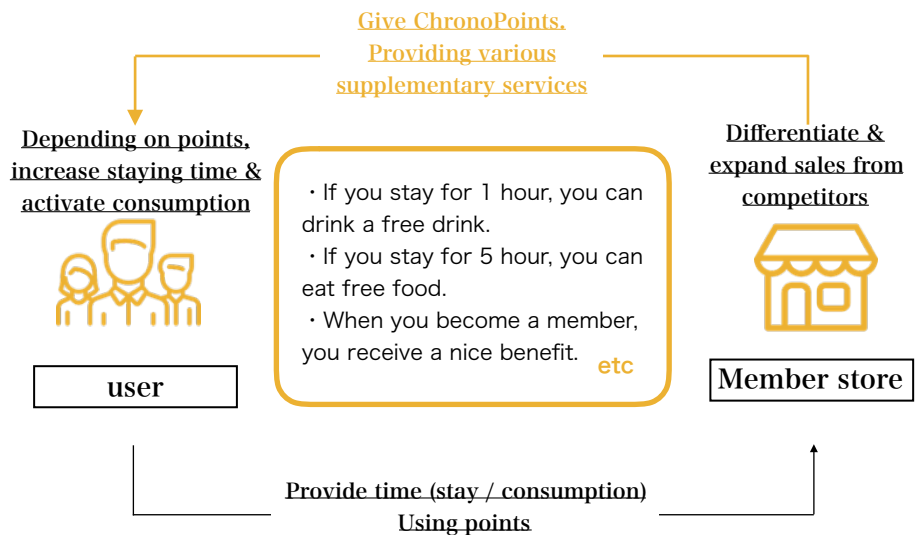 Give ChronoPoints.
Providing various
supplementary services
Depending on points,
increase staying time &
activate consumption
Differentiate &
expand sales from
competitors
・If you stay for 1 hour, you can
drink a free drink.
・If you stay for 5 hour, you can
eat free food.
・When you become a member,
you receive a nice benefit.
etc
user
Member store
Provide time (stay / consumption)
Using points